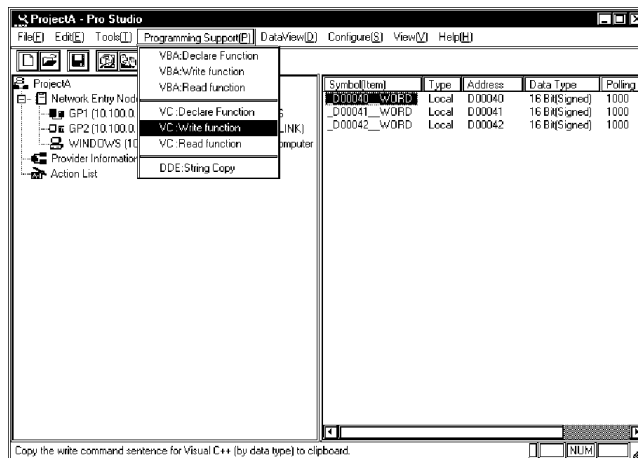 ProjectA - Pro Studio
File(F) Edit(E) Tools(T) Programming Support(P) DataView(D) Configure(S) View(V) Help(H)
VBA:Declare Function
VBA:Write function
VBA:Read function
VC :Declare Function
VC :Write function
VC :Read function
DDE:String Copy
ProjectA
Network Entry Node
GP1 (10.100.0. S
GP2 (10.100.0. LINK)
WINDOWS (10 omputer
Provider Information
Action List
Symbol(Item) Type Address Data Type Polling
_D00040__WORD Local D00040 16 Bit(Signed) 1000
_D00041__WORD Local D00041 16 Bit(Signed) 1000
_D00042__WORD Local D00042 16 Bit(Signed) 1000
Copy the write command sentence for Visual C++ (by data type) to clipboard. NUM